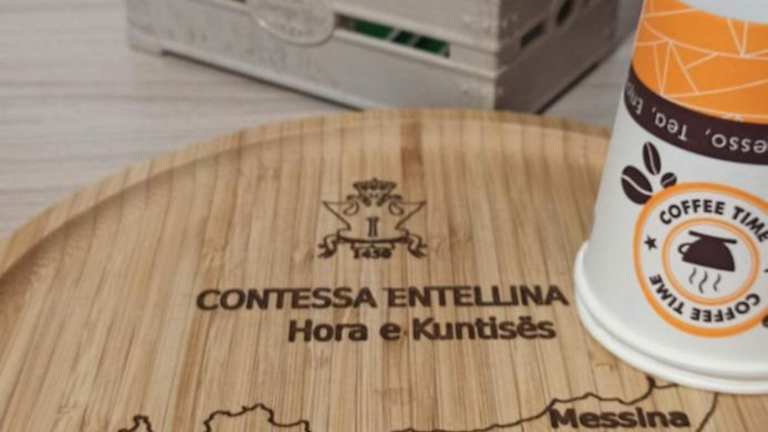 1450
CONTESSA ENTELLINA
Hora e Kuntisës
Messina
esso, Tea,
COFFEE TIME
COFFEE TIME